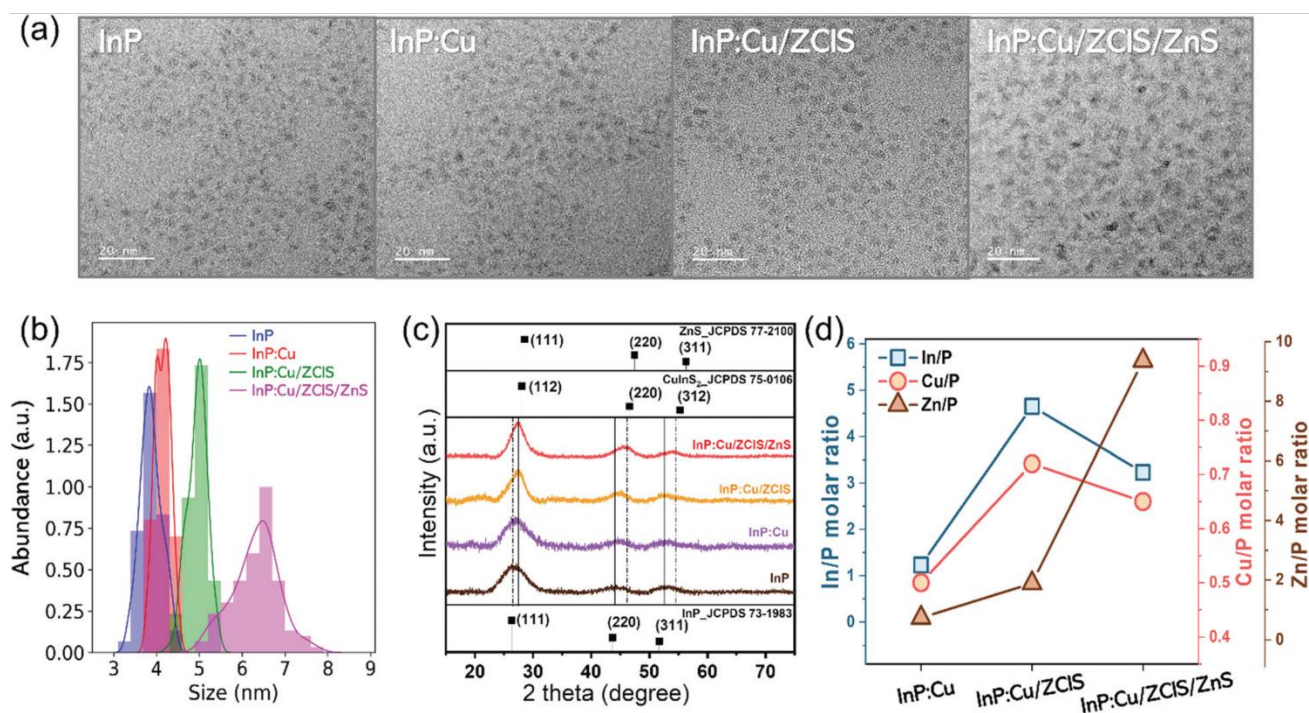 (a)
InP
InP:Cu
InP:Cu/ZCIS
InP:Cu/ZCIS/ZnS
20 nm
20 nm
20 nm
20 nm
(b)
Abundance (a.u.)
1.75
1.50
1.25
1.00
0.75
0.50
0.25
0.00
InP
InP:Cu
InP:Cu/ZCIS
InP:Cu/ZCIS/ZnS
3 4 5 6 7 8 9
Size (nm)
(c)
Intensity (a.u.)
ZnS_JCPDS 77-2100
(111)
(220)
(311)
CuInS₂_JCPDS 75-0106
(112)
(220)
(312)
InP:Cu/ZCIS/ZnS
InP:Cu/ZCIS
InP:Cu
InP
InP_JCPDS 73-1983
(111)
(220)
(311)
20 30 40 50 60 70
2 theta (degree)
(d)
In/P molar ratio
6
5
4
3
2
1
0
In/P
Cu/P
Zn/P
0.9
0.8
0.7
0.6
0.5
0.4
Cu/P molar ratio
10
8
6
4
2
0
Zn/P molar ratio
InP:Cu
InP:Cu/ZCIS
InP:Cu/ZCIS/ZnS